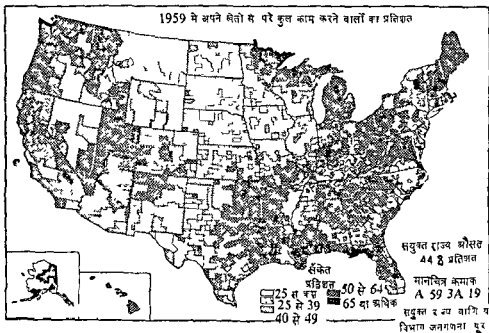 1959 मे अपने खेतो से परे कुल काम करने वालों का प्रतिशत
संयुक्त राज्य औसत
44 8 प्रतिशत
संकेत
प्रतिशत
25 से कम
25 से 39
40 से 49
50 से 64
65 या अधिक
मानचित्र क्रमाक
A 59 3A 19
संयुक्त राज्य वाणिज्य
विभाग जनगणना